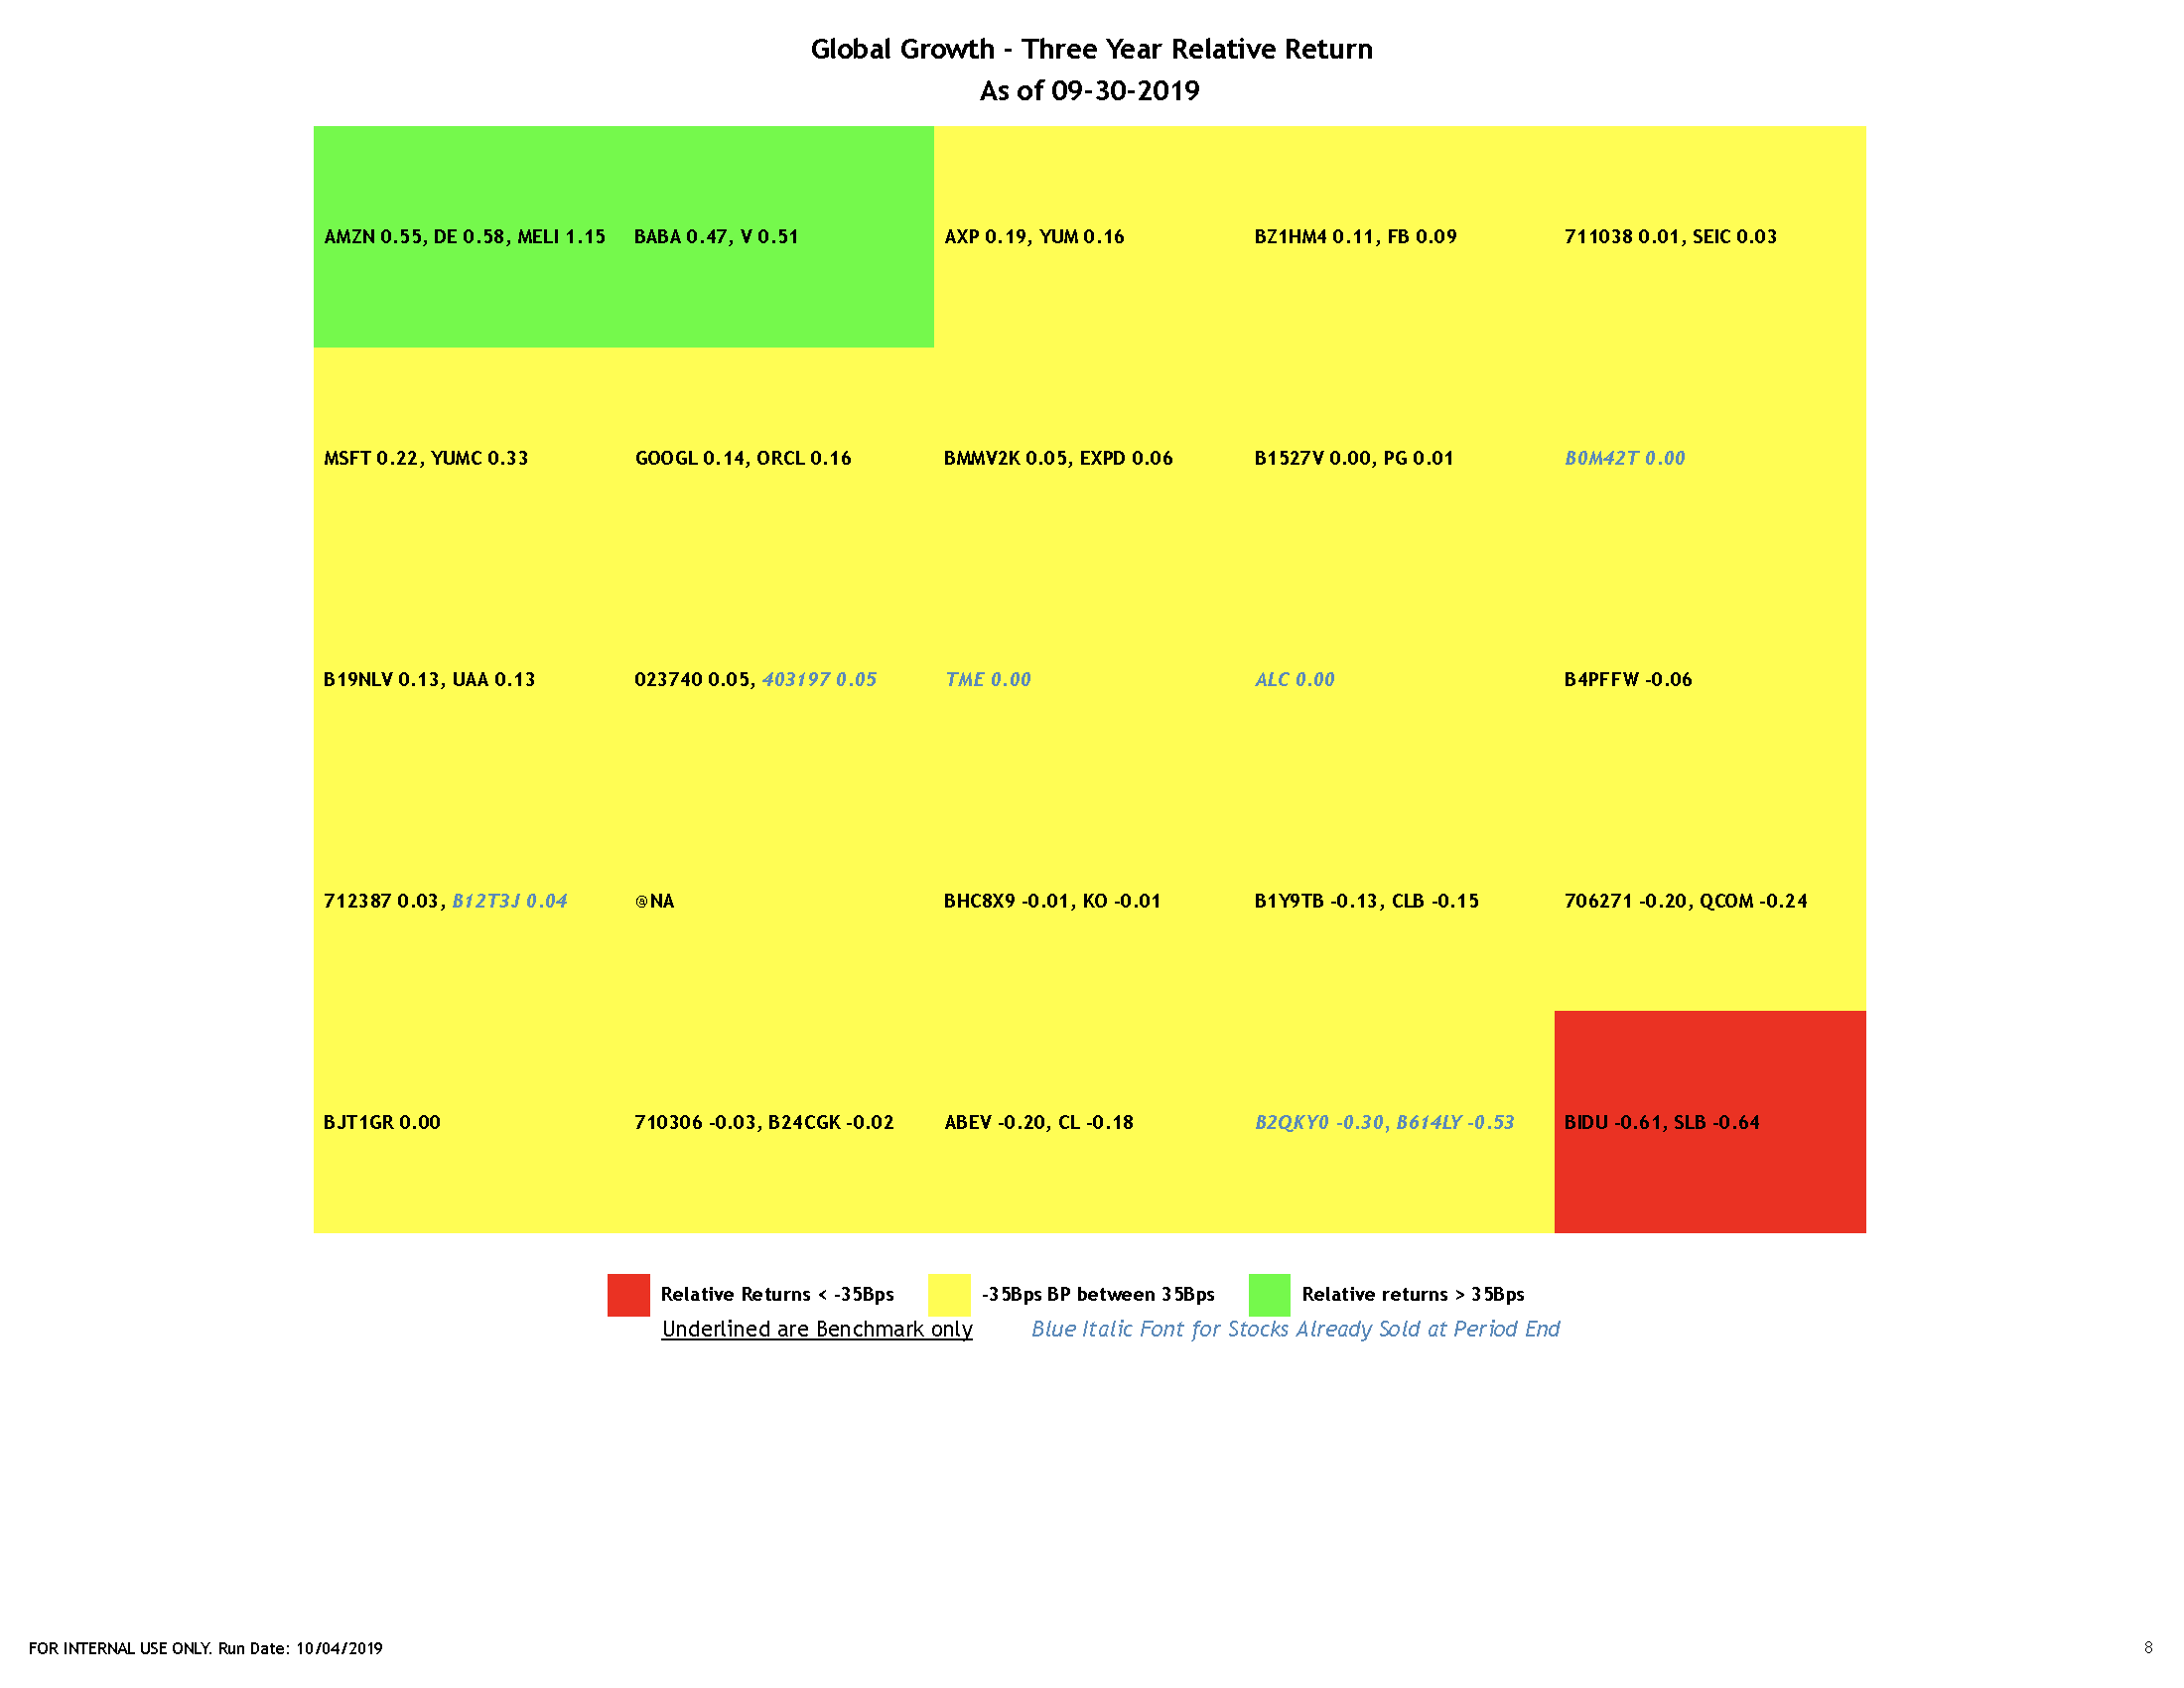 Global Growth - Three Year Relative Return
As of 09-30-2019
AMZN 0.55, DE 0.58, MELI 1.15 BABA 0.47, V 0.51 AXP 0.19, YUM 0.16 BZ1HM4 0.11, FB 0.09 711038 0.01, SEIC 0.03
MSFT 0.22, YUMC 0.33 GOOGL 0.14, ORCL 0.16 BMMV2K 0.05, EXPD 0.06 B1527V 0.00, PG 0.01 B0M42T 0.00
B19NLV 0.13, UAA 0.13 023740 0.05, 403197 0.05 TME 0.00 ALC 0.00 B4PFFW -0.06
712387 0.03, B12T3J 0.04 @NA BHC8X9 -0.01, KO -0.01 B1Y9TB -0.13, CLB -0.15 706271 -0.20, QCOM -0.24
BJT1GR 0.00 710306 -0.03, B24CGK -0.02 ABEV -0.20, CL -0.18 B2QKY0 -0.30, B614LY -0.53 BIDU -0.61, SLB -0.64
Relative Returns < -35Bps -35Bps BP between 35Bps Relative returns > 35Bps
Underlined are Benchmark only Blue Italic Font for Stocks Already Sold at Period End
FOR INTERNAL USE ONLY. Run Date: 10/04/2019 8